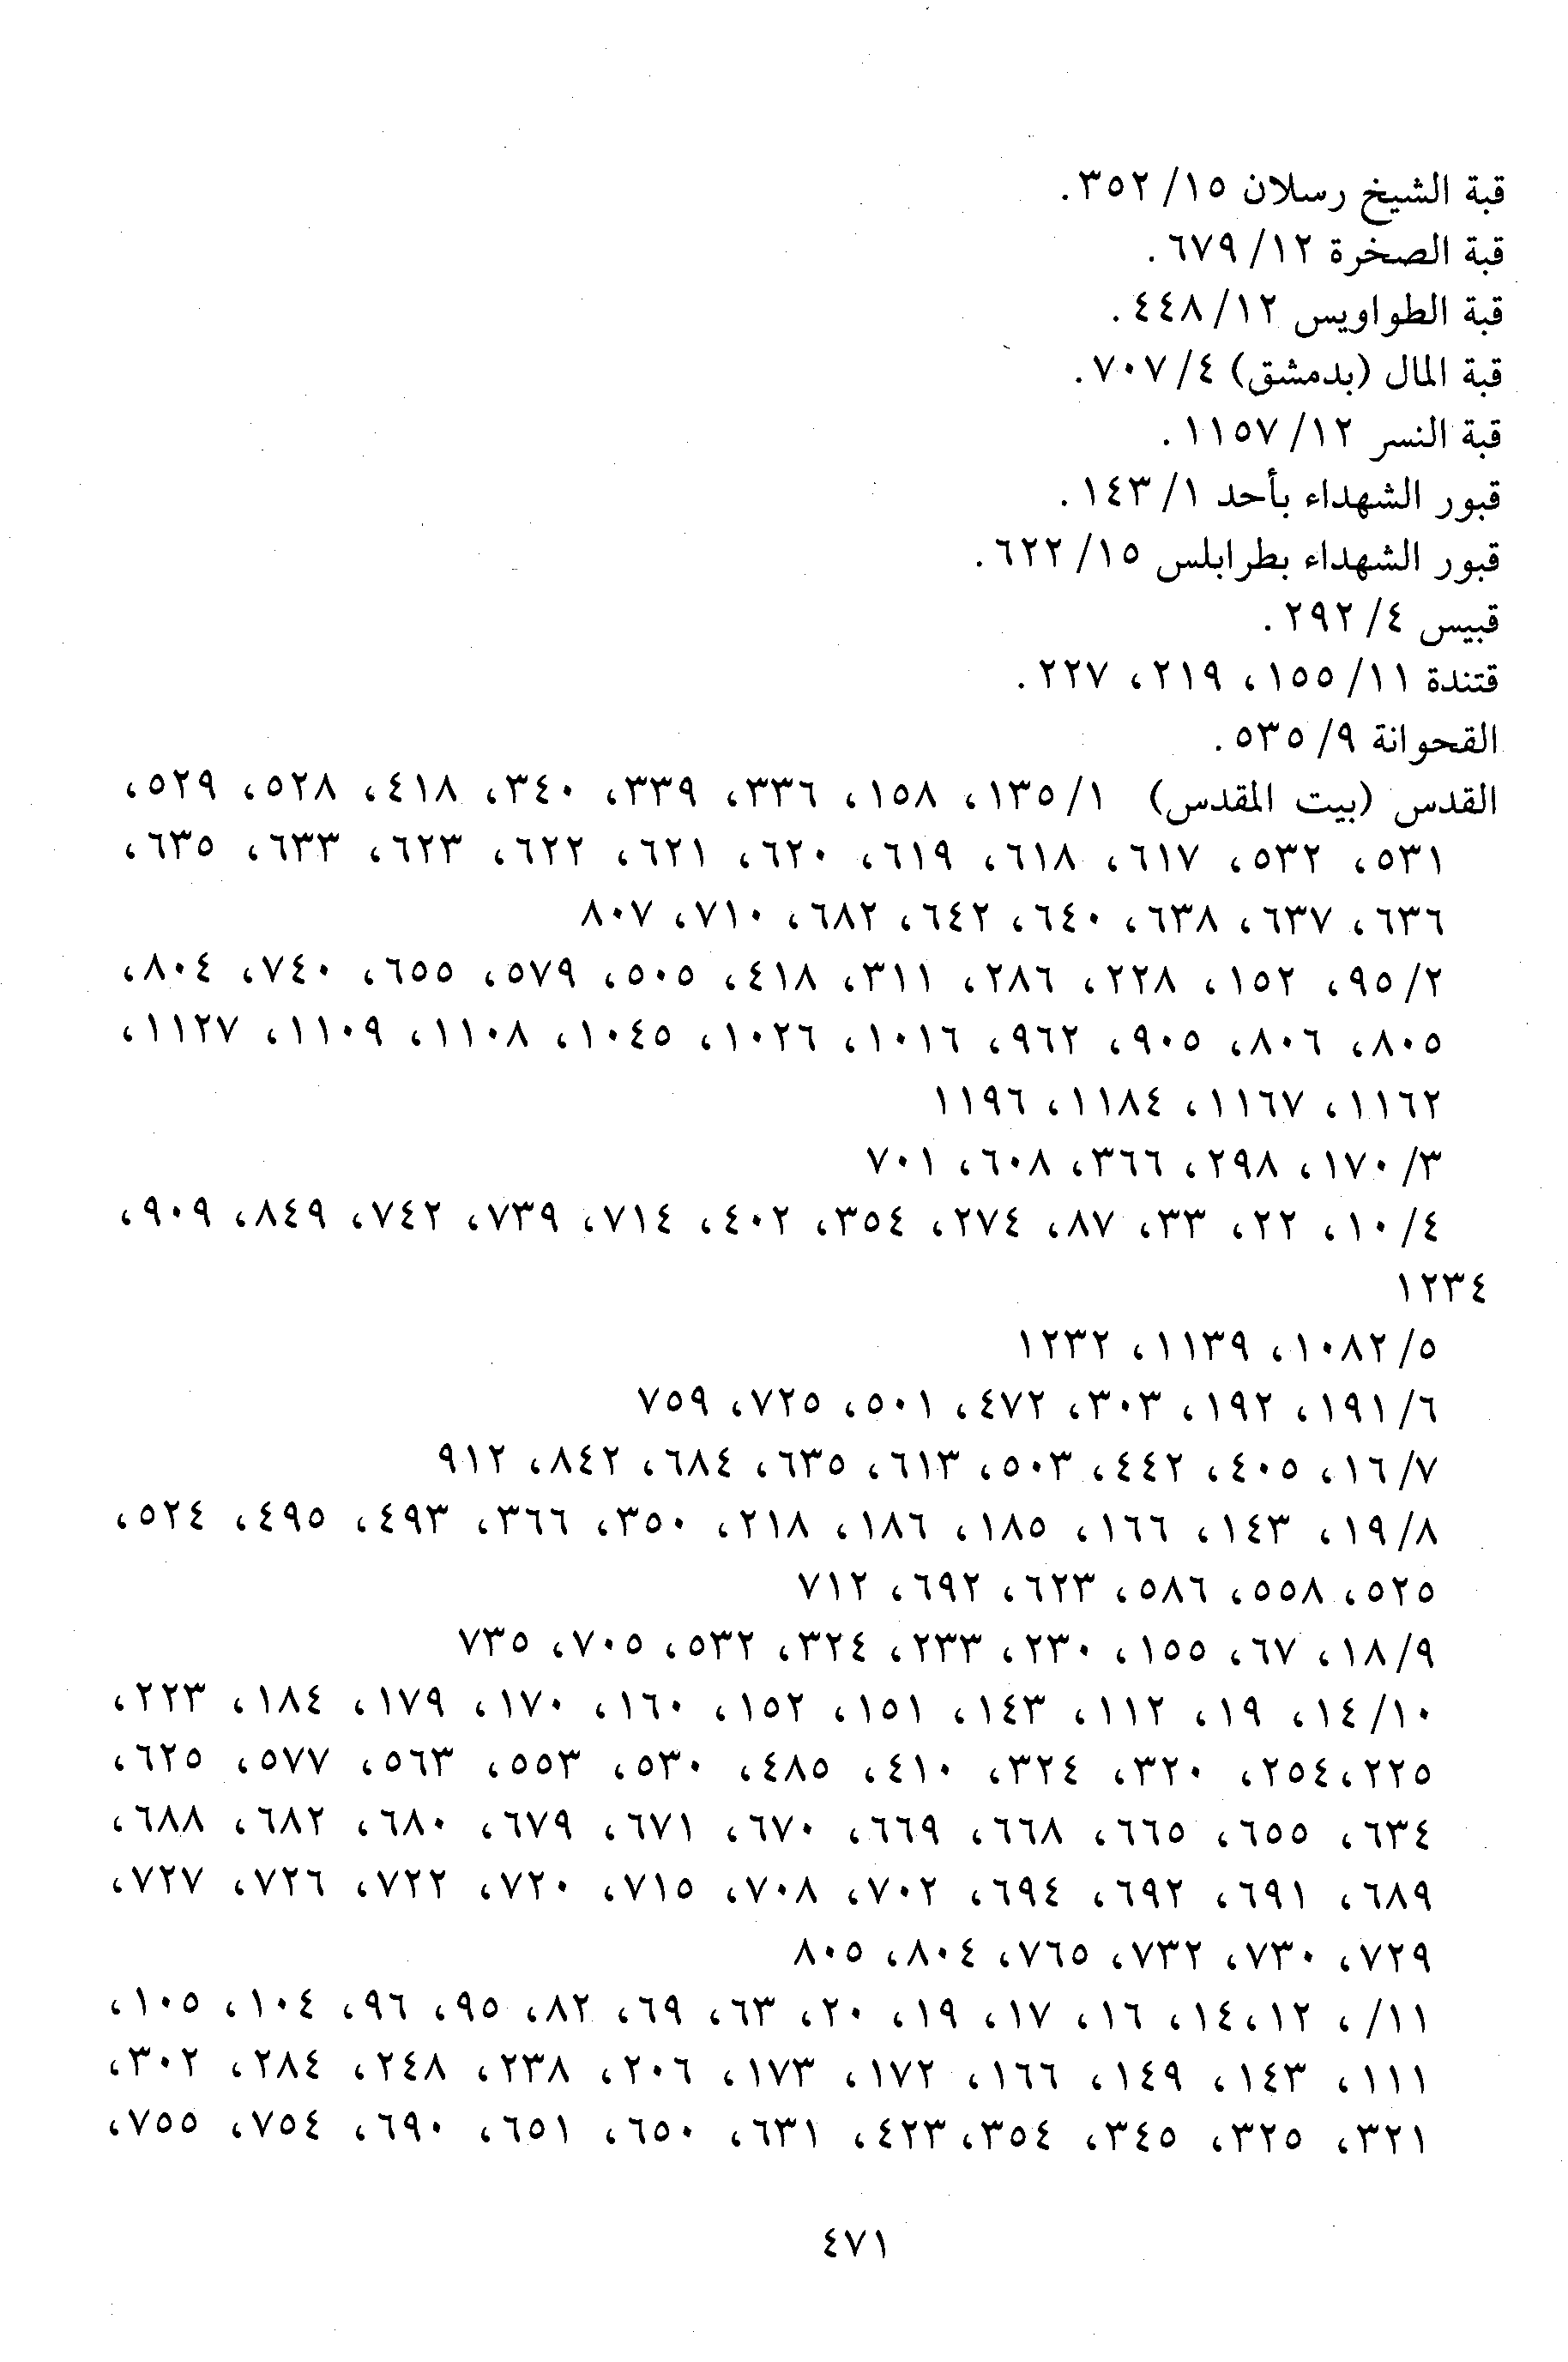 قبة الشيخ رسلان ١٥/ ٣٥٢.
قبة الصخرة ١٢/ ٦٧٩.
قبة الطواويس ١٢/ ٤٤٨.
قبة المال (بدمشق) ٤/ ٧٠٧.
قبة النسر ١٢/ ١١٥٧.
قبور الشهداء بأحد ١/ ١٤٣.
قبور الشهداء بطرابلس ١٥/ ٦٢٢.
قبيس ٤/ ٢٩٢.
قتندة ١١/ ١٥٥، ٢١٩، ٢٢٧.
القحوانة ٩/ ٥٣٥.
القدس (بيت المقدس) ١/ ١٣٥، ١٥٨، ٣٣٦، ٣٣٩، ٣٤٠، ٤١٨، ٥٢٨، ٥٢٩،
٥٣١، ٥٣٢، ٦١٧، ٦١٨، ٦١٩، ٦٢٠، ٦٢١، ٦٢٢، ٦٢٣، ٦٣٣، ٦٣٥،
٦٣٦، ٦٣٧، ٦٣٨، ٦٤٠، ٦٤٢، ٦٨٢، ٧١٠، ٨٠٧
٢/ ٩٥، ١٥٢، ٢٢٨، ٢٨٦، ٣١١، ٤١٨، ٥٠٥، ٥٧٩، ٦٥٥، ٧٤٠، ٨٠٤،
٨٠٥، ٨٠٦، ٩٠٥، ٩٦٢، ١٠١٦، ١٠٢٦، ١٠٤٥، ١١٠٨، ١١٠٩، ١١٢٧،
١١٦٢، ١١٦٧، ١١٨٤، ١١٩٦
٣/ ١٧٠، ٢٩٨، ٣٦٦، ٦٠٨، ٧٠١
٤/ ١٠، ٢٢، ٣٣، ٨٧، ٢٧٤، ٣٥٤، ٤٠٢، ٧١٤، ٧٣٩، ٧٤٢، ٨٤٩، ٩٠٩،
١٢٣٤
٥/ ١٠٨٢، ١١٣٩، ١٢٣٢
٦/ ١٩١، ١٩٢، ٣٠٣، ٤٧٢، ٥٠١، ٧٢٥، ٧٥٩
٧/ ١٦، ٤٠٥، ٤٤٢، ٥٠٣، ٦١٣، ٦٣٥، ٦٨٤، ٨٤٢، ٩١٢
٨/ ١٩، ١٤٣، ١٦٦، ١٨٥، ١٨٦، ٢١٨، ٣٥٠، ٣٦٦، ٤٩٣، ٤٩٥، ٥٢٤،
٥٢٥، ٥٥٨، ٥٨٦، ٦٢٣، ٦٩٢، ٧١٢
٩/ ١٨، ٦٧، ١٥٥، ٢٣٠، ٢٣٣، ٣٢٤، ٥٣٢، ٧٠٥، ٧٣٥
١٠/ ١٤، ١٩، ١١٢، ١٤٣، ١٥١، ١٥٢، ١٦٠، ١٧٠، ١٧٩، ١٨٤، ٢٢٣،
٢٢٥،٢٥٤، ٣٢٠، ٣٢٤، ٤١٠، ٤٨٥، ٥٣٠، ٥٥٣، ٥٦٣، ٥٧٧، ٦٢٥،
٦٣٤، ٦٥٥، ٦٦٥، ٦٦٨، ٦٦٩، ٦٧٠، ٦٧١، ٦٧٩، ٦٨٠، ٦٨٢، ٦٨٨،
٦٨٩، ٦٩١، ٦٩٢، ٦٩٤، ٧٠٢، ٧٠٨، ٧١٥، ٧٢٠، ٧٢٢، ٧٢٦، ٧٢٧،
٧٢٩، ٧٣٠، ٧٣٢، ٧٦٥، ٨٠٤، ٨٠٥
١١/ ، ١٢،١٤، ١٦، ١٧، ١٩، ٢٠، ٦٣، ٦٩، ٨٢، ٩٥، ٩٦، ١٠٤، ١٠٥،
١١١، ١٤٣، ١٤٩، ١٦٦، ١٧٢، ١٧٣، ٢٠٦، ٢٣٨، ٢٤٨، ٢٨٤، ٣٠٢،
٣٢١، ٣٢٥، ٣٤٥، ٣٥٤،٤٢٣، ٦٣١، ٦٥٠، ٦٥١، ٦٩٠، ٧٥٤، ٧٥٥،
٤٧١